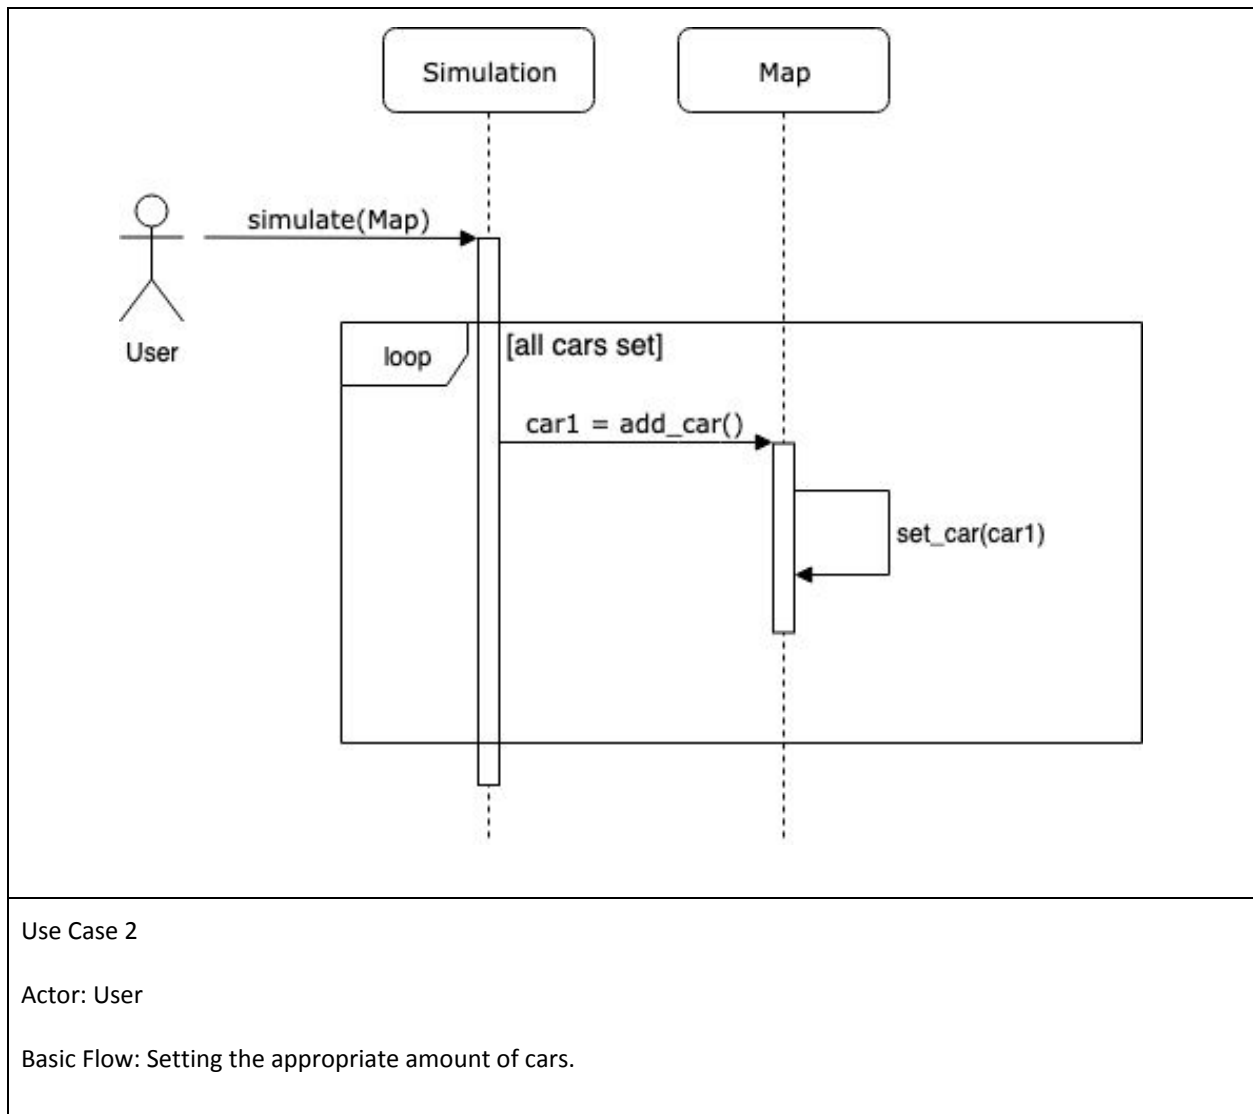 Simulation
Map
simulate(Map)
User
loop
[all cars set]
car1 = add_car()
set_car(car1)
Use Case 2
Actor: User
Basic Flow: Setting the appropriate amount of cars.